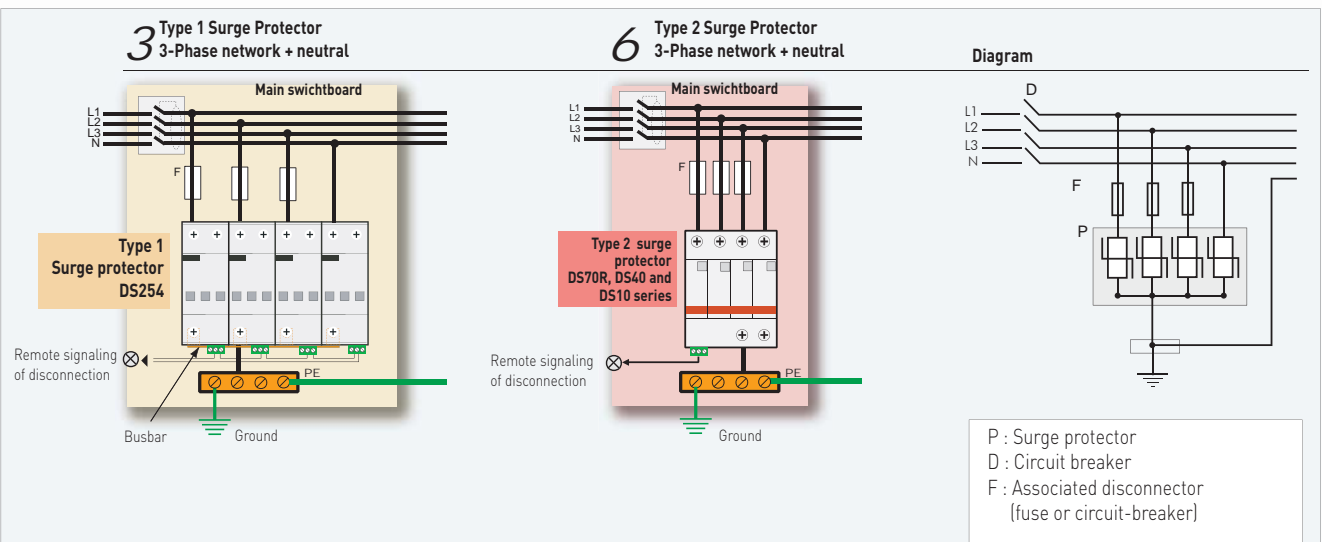 3 Type 1 Surge Protector
3-Phase network + neutral
Main swichtboard
L1
L2
L3
N
F
Type 1
Surge protector
DS254
+ + + + + + + +
+ + + +
Remote signaling
of disconnection
PE
Busbar
Ground
6 Type 2 Surge Protector
3-Phase network + neutral
Main swichtboard
L1
L2
L3
N
F
Type 2 surge
protector
DS70R, DS40 and
DS10 series
+ + + +
+ +
Remote signaling
of disconnection
PE
Ground
Diagram
D
L1
L2
L3
N
F
P
P : Surge protector
D : Circuit breaker
F : Associated disconnector
(fuse or circuit-breaker)